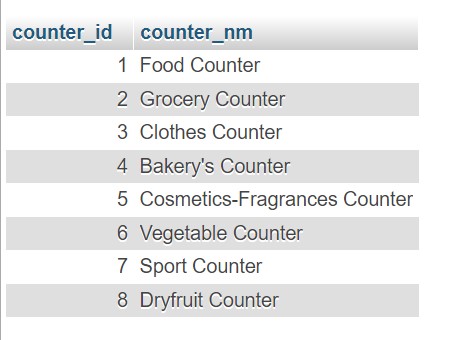 counter_id counter_nm
1 Food Counter
2 Grocery Counter
3 Clothes Counter
4 Bakery's Counter
5 Cosmetics-Fragrances Counter
6 Vegetable Counter
7 Sport Counter
8 Dryfruit Counter